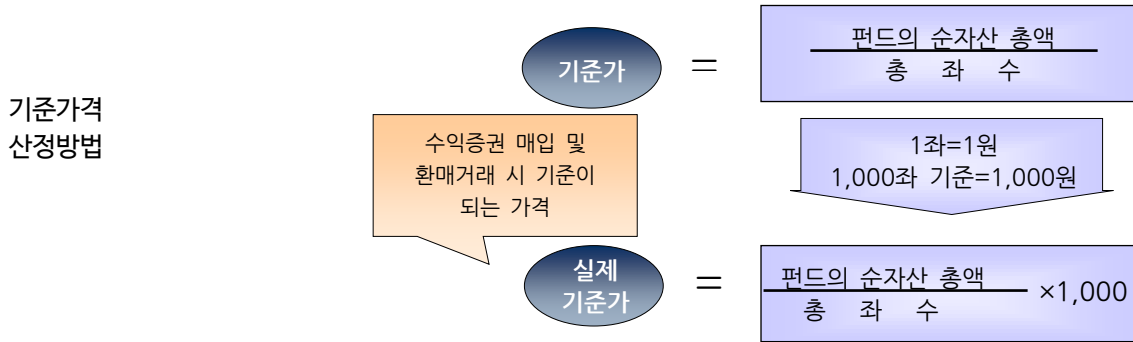 기준가격
산정방법
기준가
=
펀드의 순자산 총액
총 좌 수
수익증권 매입 및
환매거래 시 기준이
되는 가격
1좌=1원
1,000좌 기준=1,000원
실제
기준가
=
펀드의 순자산 총액
총 좌 수
×1,000